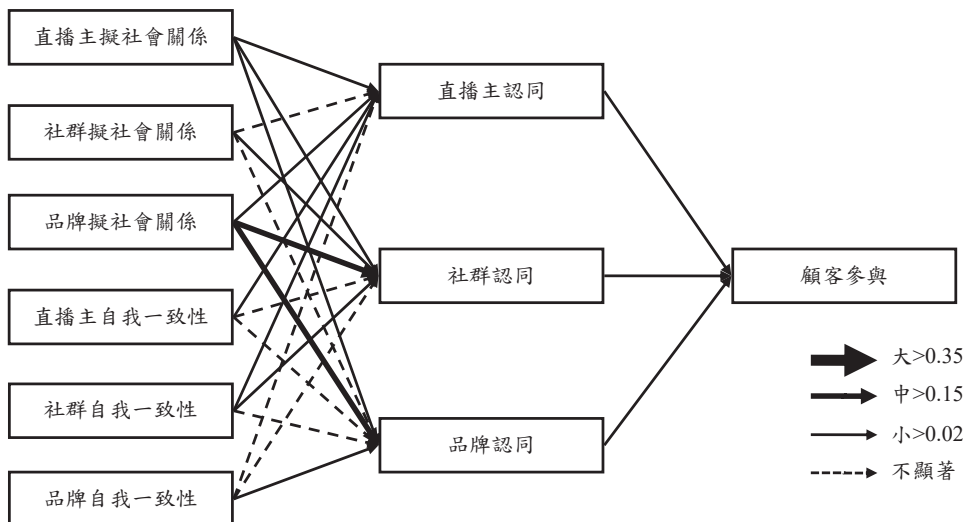 直播主擬社會關係
社群擬社會關係
品牌擬社會關係
直播主自我一致性
社群自我一致性
品牌自我一致性
直播主認同
社群認同
品牌認同
顧客參與
大>0.35
中>0.15
小>0.02
不顯著